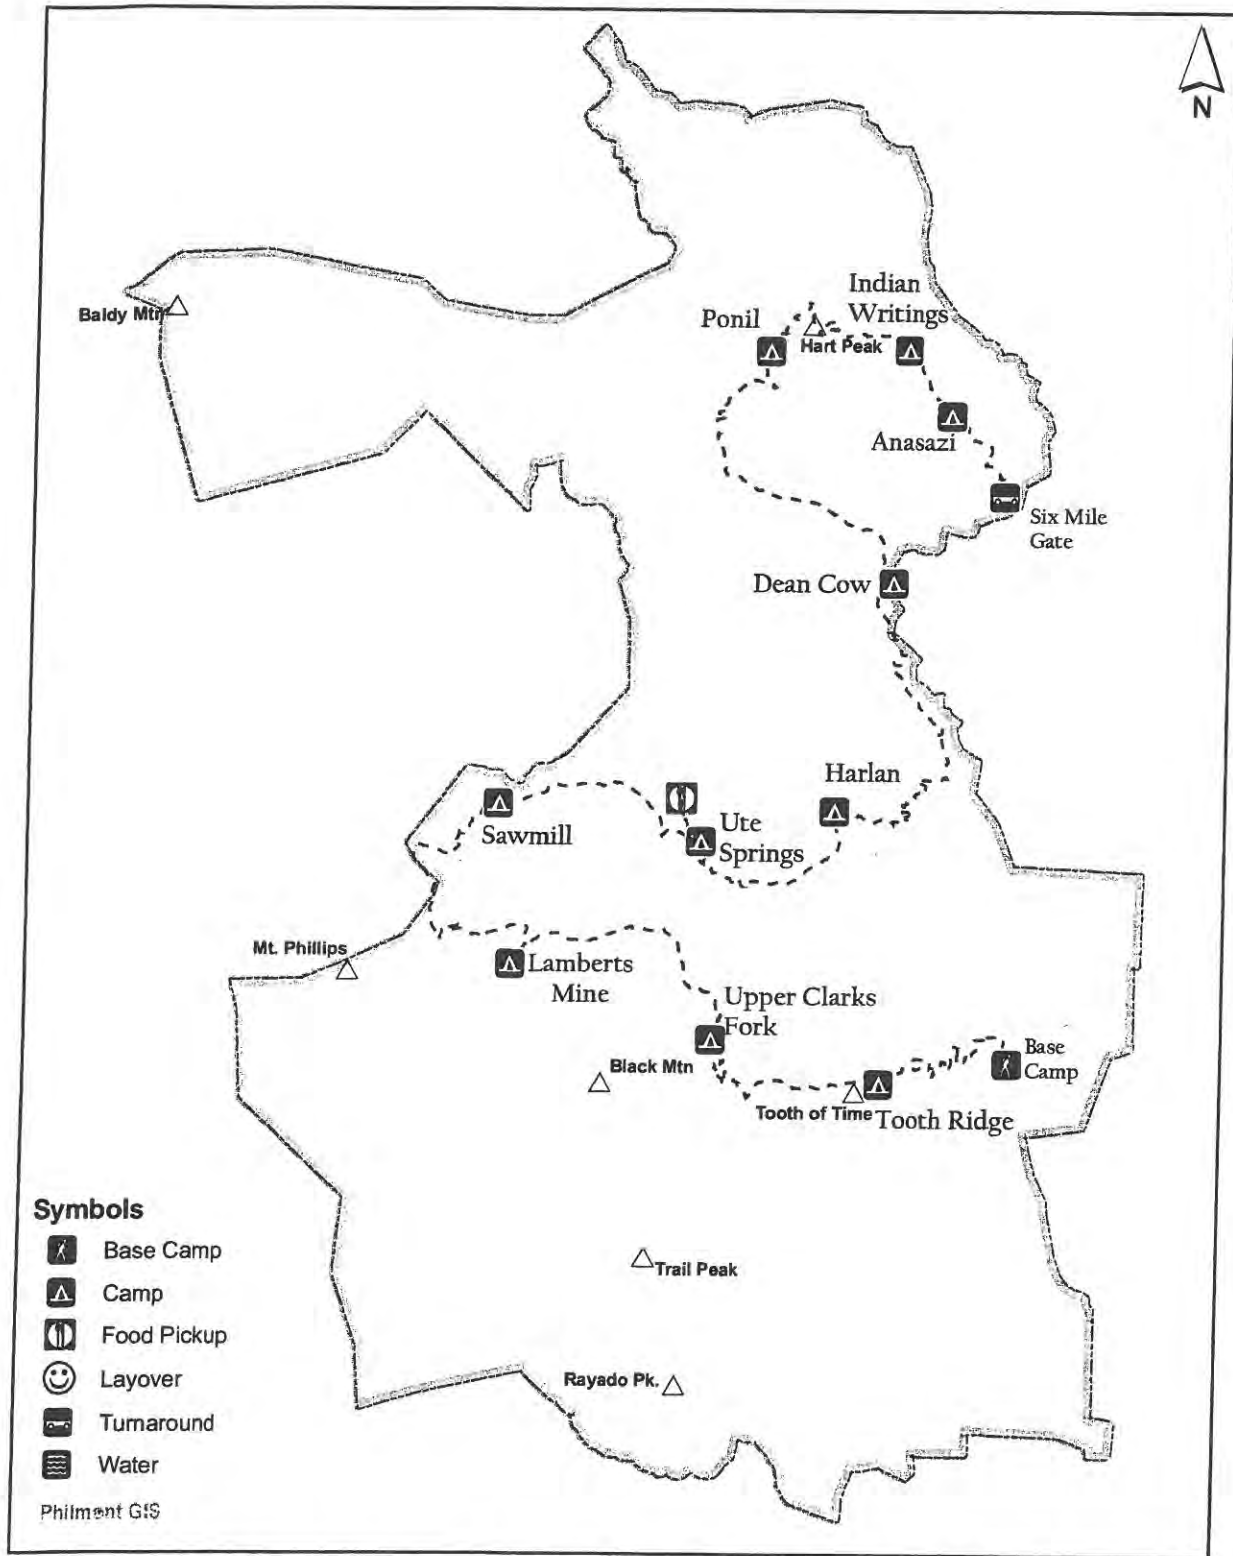 N
Baldy Mtn
Ponil
Indian
Writings
Hart Peak
Anasazi
Six Mile
Gate
Dean Cow
Harlan
Sawmill
Ute
Springs
Mt. Phillips
Lamberts
Mine
Upper Clarks
Fork
Base
Camp
Black Mtn
Tooth of Time
Tooth Ridge
Trail Peak
Rayado Pk.
Symbols
Base Camp
Camp
Food Pickup
Layover
Turnaround
Water
Philmont GIS